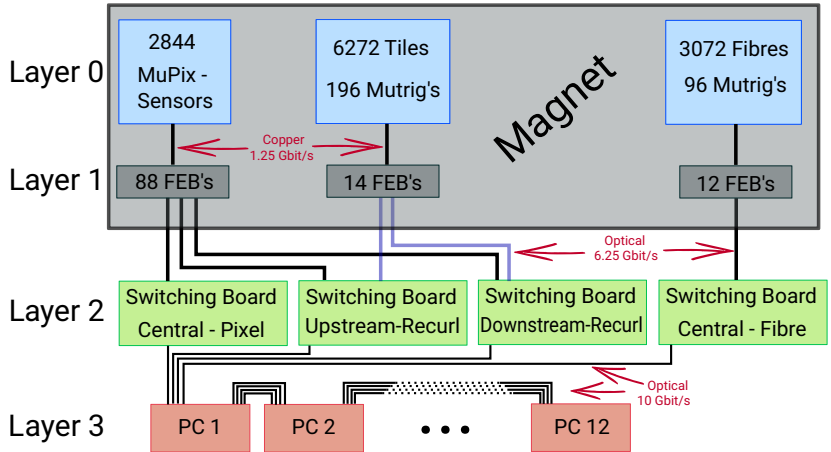 Layer 0
2844
MuPix -
Sensors
6272 Tiles
196 Mutrig's
Magnet
3072 Fibres
96 Mutrig's
Copper
1.25 Gbit/s
Layer 1
88 FEB's
14 FEB's
12 FEB's
Optical
6.25 Gbit/s
Layer 2
Switching Board
Central - Pixel
Switching Board
Upstream-Recurl
Switching Board
Downstream-Recurl
Switching Board
Central - Fibre
Optical
10 Gbit/s
Layer 3
PC 1
PC 2
PC 12